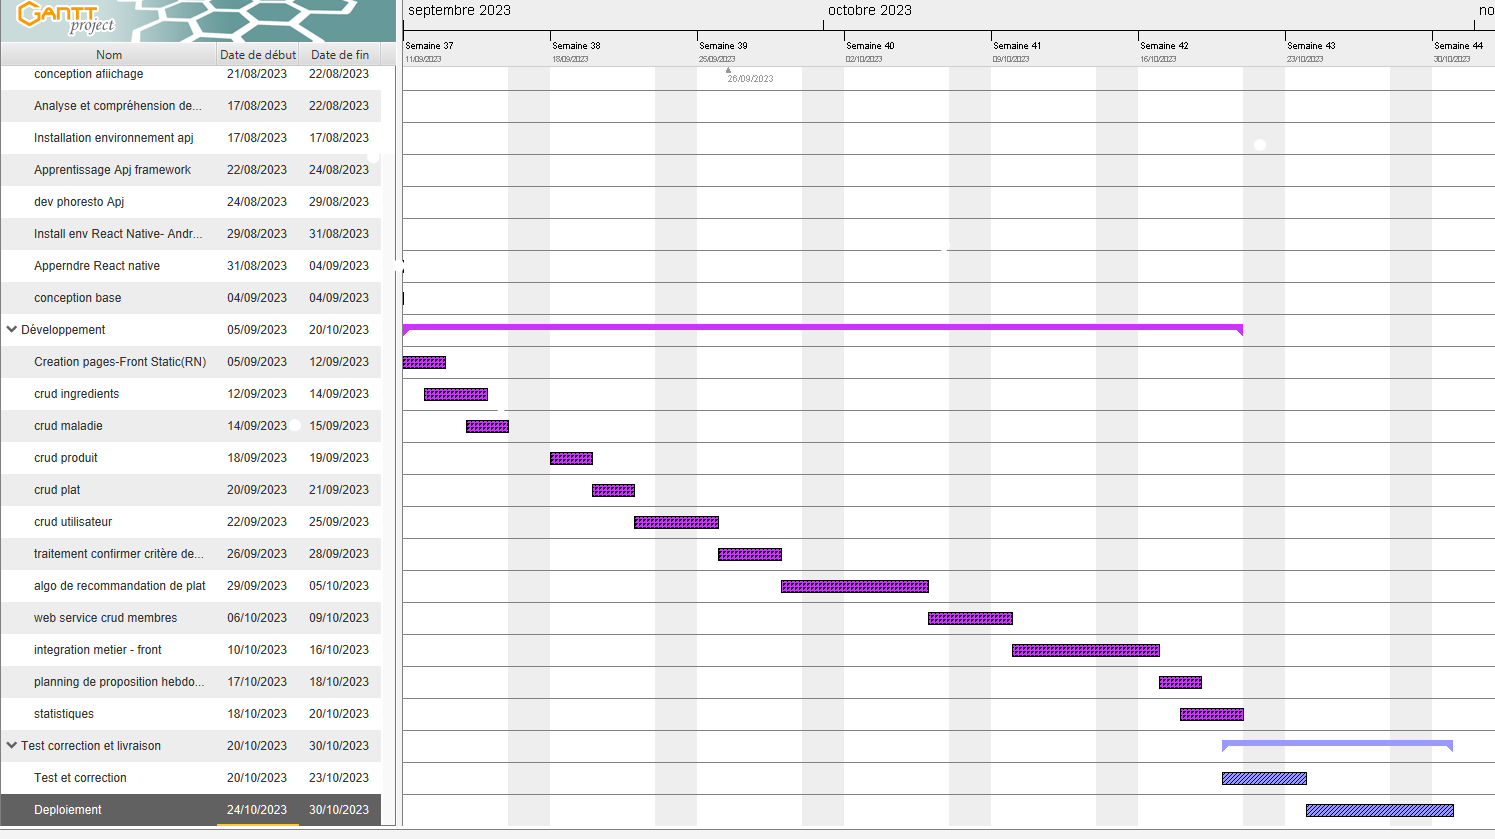 GANTT
project
septembre 2023
octobre 2023
no
Nom
Date de début
Date de fin
Semaine 37
Semaine 38
Semaine 39
Semaine 40
Semaine 41
Semaine 42
Semaine 43
Semaine 44
11/09/2023
18/09/2023
25/09/2023
02/10/2023
09/10/2023
16/10/2023
23/10/2023
30/10/2023
26/09/2023
conception afiichage 21/08/2023 22/08/2023
Analyse et compréhension de... 17/08/2023 22/08/2023
Installation environnement apj 17/08/2023 17/08/2023
Apprentissage Apj framework 22/08/2023 24/08/2023
dev phoresto Apj 24/08/2023 29/08/2023
Install env React Native- Andr... 29/08/2023 31/08/2023
Apperndre React native 31/08/2023 04/09/2023
conception base 04/09/2023 04/09/2023
Développement 05/09/2023 20/10/2023
Creation pages-Front Static(RN) 05/09/2023 12/09/2023
crud ingredients 12/09/2023 14/09/2023
crud maladie 14/09/2023 15/09/2023
crud produit 18/09/2023 19/09/2023
crud plat 20/09/2023 21/09/2023
crud utilisateur 22/09/2023 25/09/2023
traitement confirmer critère de... 26/09/2023 28/09/2023
algo de recommandation de plat 29/09/2023 05/10/2023
web service crud membres 06/10/2023 09/10/2023
integration metier - front 10/10/2023 16/10/2023
planning de proposition hebdo... 17/10/2023 18/10/2023
statistiques 18/10/2023 20/10/2023
Test correction et livraison 20/10/2023 30/10/2023
Test et correction 20/10/2023 23/10/2023
Deploiement 24/10/2023 30/10/2023